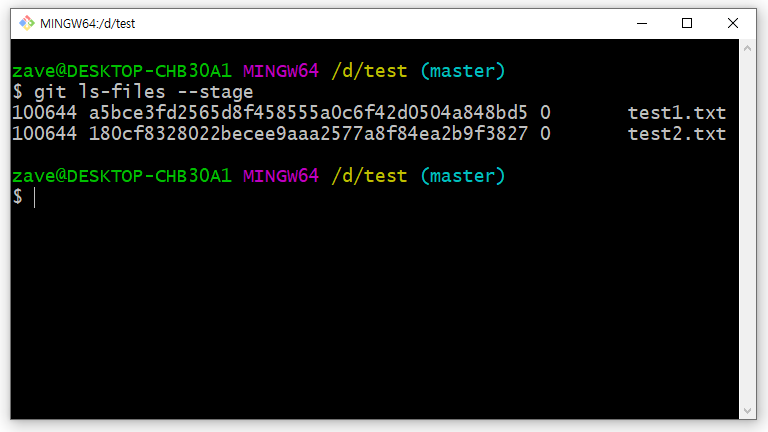 MINGW64:/d/test
zave@DESKTOP-CHB30A1 MINGW64 /d/test (master)
$ git ls-files --stage
100644 a5bce3fd2565d8f458555a0c6f42d0504a848bd5 0 test1.txt
100644 180cf8328022becee9aaa2577a8f84ea2b9f3827 0 test2.txt
zave@DESKTOP-CHB30A1 MINGW64 /d/test (master)
$